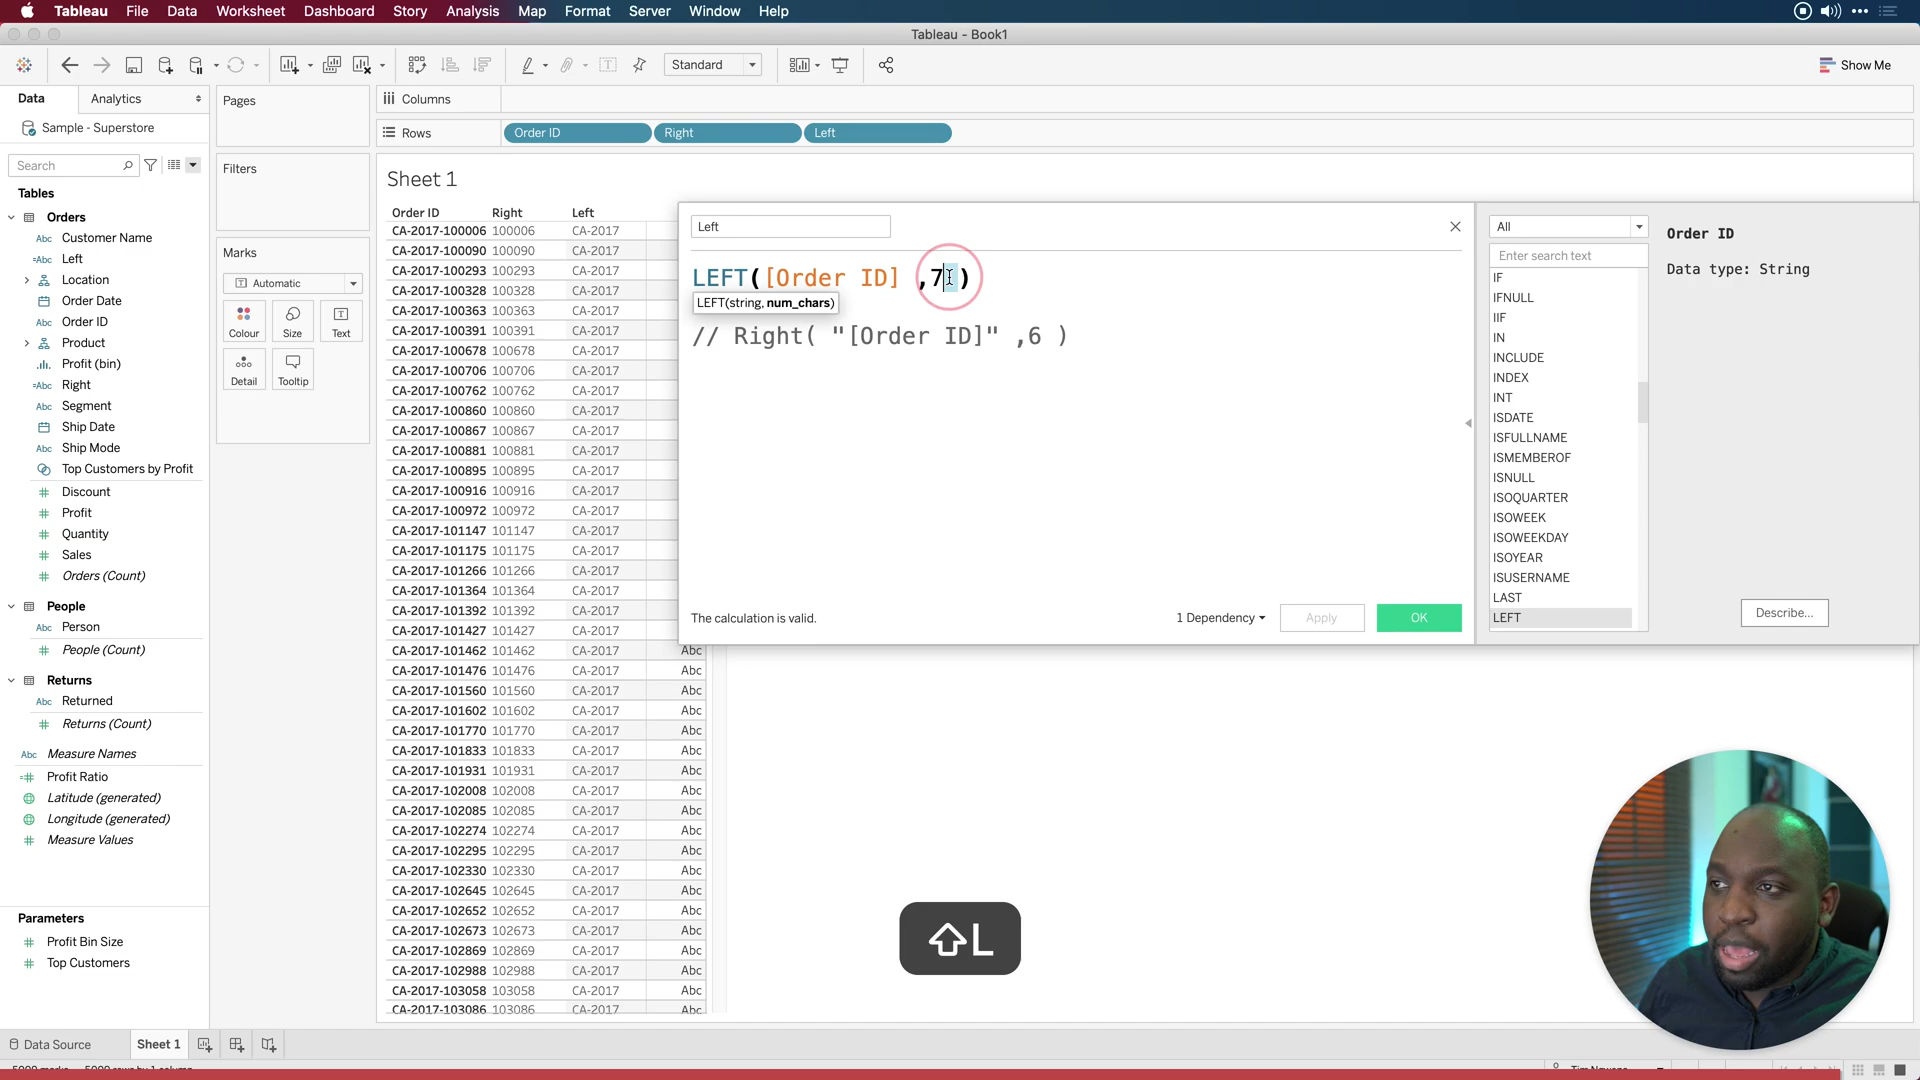 Tableau File Data Worksheet Dashboard Story Analysis Map Format Server Window Help
Tableau - Book1
Standard
Show Me
Data Analytics
Sample - Superstore
Search
Tables
Orders
Abc Customer Name
=Abc Left
Location
Order Date
Abc Order ID
Product
Profit (bin)
=Abc Right
Abc Segment
Ship Date
Abc Ship Mode
Top Customers by Profit
Discount
Profit
Quantity
Sales
Orders (Count)
People
Abc Person
People (Count)
Returns
Abc Returned
Returns (Count)
Abc Measure Names
Profit Ratio
Latitude (generated)
Longitude (generated)
Measure Values
Parameters
Profit Bin Size
Top Customers
Pages
Filters
Marks
Automatic
Colour Size Text
Detail Tooltip
Columns
Rows Order ID Right Left
Sheet 1
Order ID Right Left
CA-2017-100006 100006 CA-2017
CA-2017-100090 100090 CA-2017
CA-2017-100293 100293 CA-2017
CA-2017-100328 100328 CA-2017
CA-2017-100363 100363 CA-2017
CA-2017-100391 100391 CA-2017
CA-2017-100678 100678 CA-2017
CA-2017-100706 100706 CA-2017
CA-2017-100762 100762 CA-2017
CA-2017-100860 100860 CA-2017
CA-2017-100867 100867 CA-2017
CA-2017-100881 100881 CA-2017
CA-2017-100895 100895 CA-2017
CA-2017-100916 100916 CA-2017
CA-2017-100972 100972 CA-2017
CA-2017-101147 101147 CA-2017
CA-2017-101175 101175 CA-2017
CA-2017-101266 101266 CA-2017
CA-2017-101364 101364 CA-2017
CA-2017-101392 101392 CA-2017
CA-2017-101427 101427 CA-2017
CA-2017-101462 101462 CA-2017 Abc
CA-2017-101476 101476 CA-2017 Abc
CA-2017-101560 101560 CA-2017 Abc
CA-2017-101602 101602 CA-2017 Abc
CA-2017-101770 101770 CA-2017 Abc
CA-2017-101833 101833 CA-2017 Abc
CA-2017-101931 101931 CA-2017 Abc
CA-2017-102008 102008 CA-2017 Abc
CA-2017-102085 102085 CA-2017 Abc
CA-2017-102274 102274 CA-2017 Abc
CA-2017-102295 102295 CA-2017 Abc
CA-2017-102330 102330 CA-2017 Abc
CA-2017-102645 102645 CA-2017 Abc
CA-2017-102652 102652 CA-2017 Abc
CA-2017-102673 102673 CA-2017 Abc
CA-2017-102869 102869 CA-2017 Abc
CA-2017-102988 102988 CA-2017 Abc
CA-2017-103058 103058 CA-2017 Abc
CA-2017-103086 103086 CA-2017 Abc
Left
LEFT([Order ID] ,7 )
LEFT(string, num_chars)
// Right( "[Order ID]" ,6 )
The calculation is valid.
1 Dependency
Apply
OK
All
Enter search text
IF
IFNULL
IIF
IN
INCLUDE
INDEX
INT
ISDATE
ISFULLNAME
ISMEMBEROF
ISNULL
ISOQUARTER
ISOWEEK
ISOWEEKDAY
ISOYEAR
ISUSERNAME
LAST
LEFT
Order ID
Data type: String
Describe...
⇧L
Data Source Sheet 1